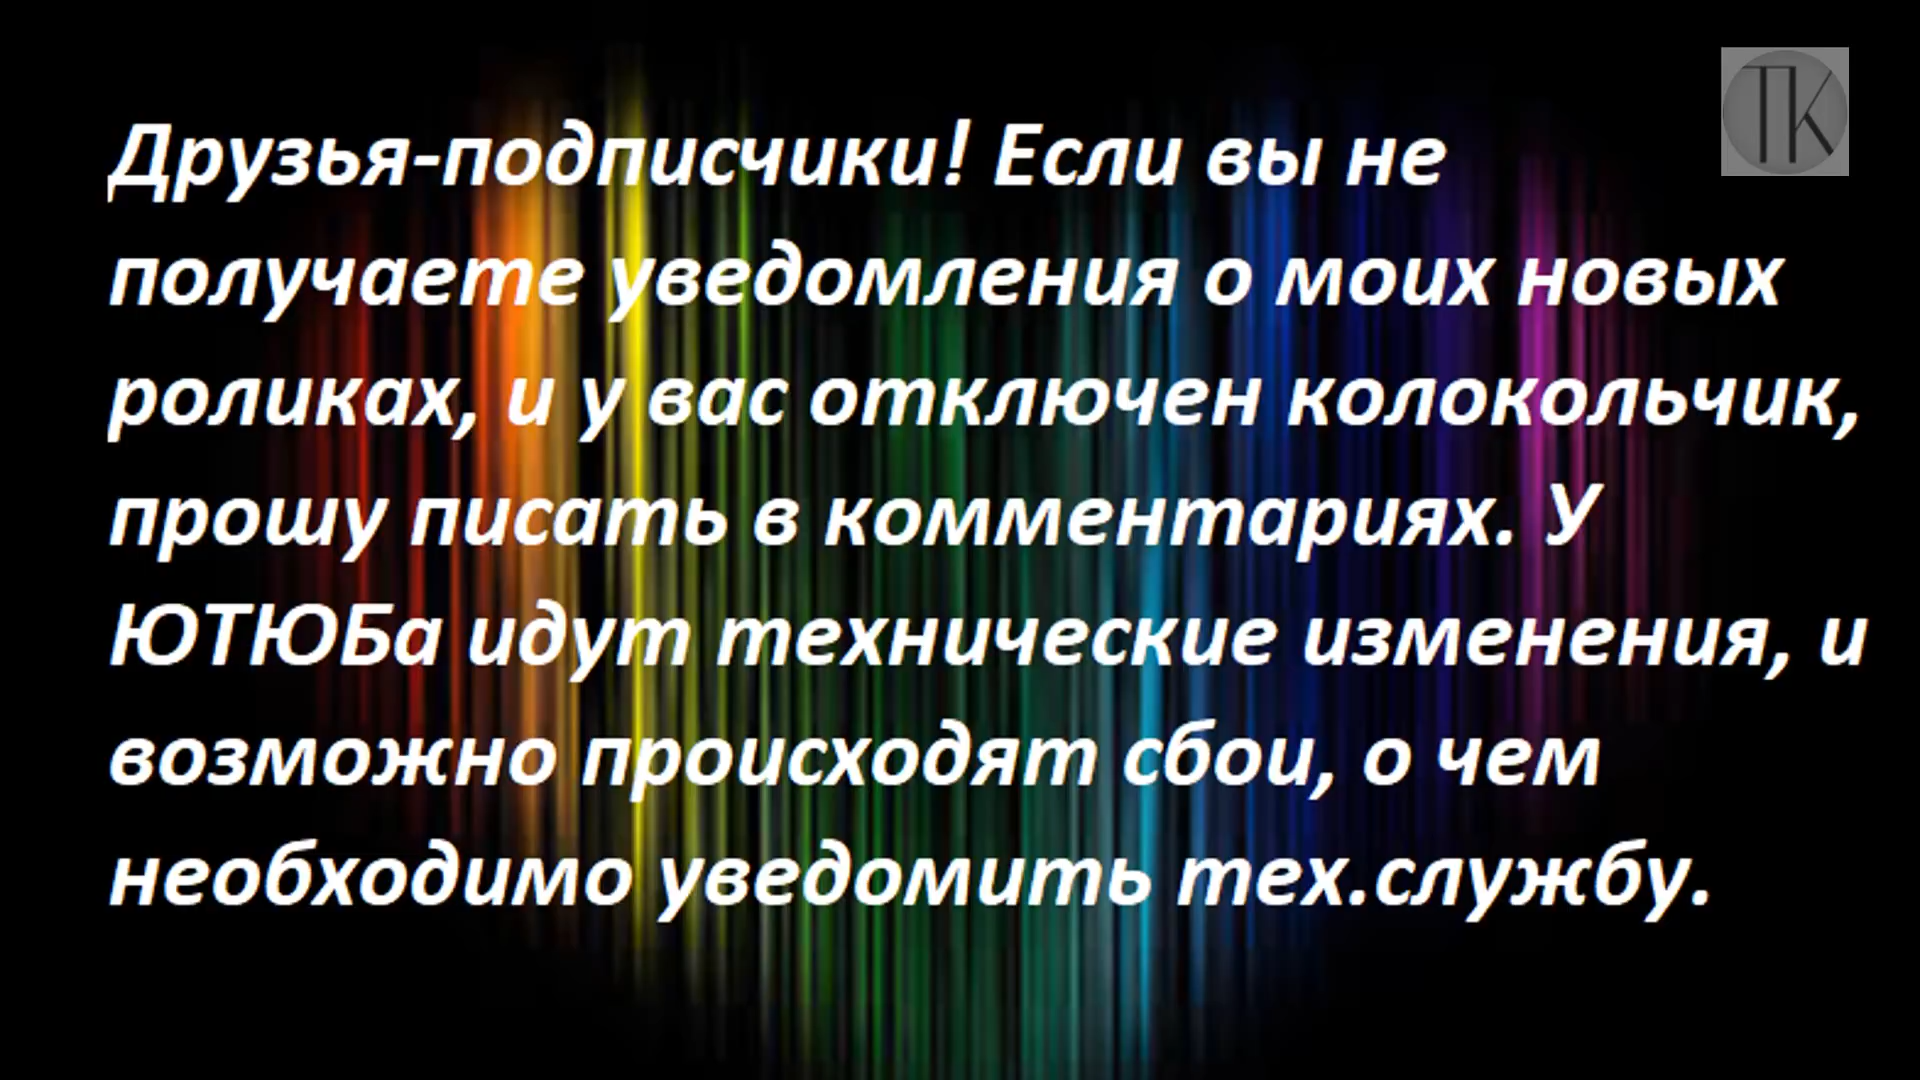 ТК
Друзья-подписчики! Если вы не
получаете уведомления о моих новых
роликах, и у вас отключен колокольчик,
прошу писать в комментариях. У
ЮТЮБа идут технические изменения, и
возможно происходят сбои, о чем
необходимо уведомить тех.службу.